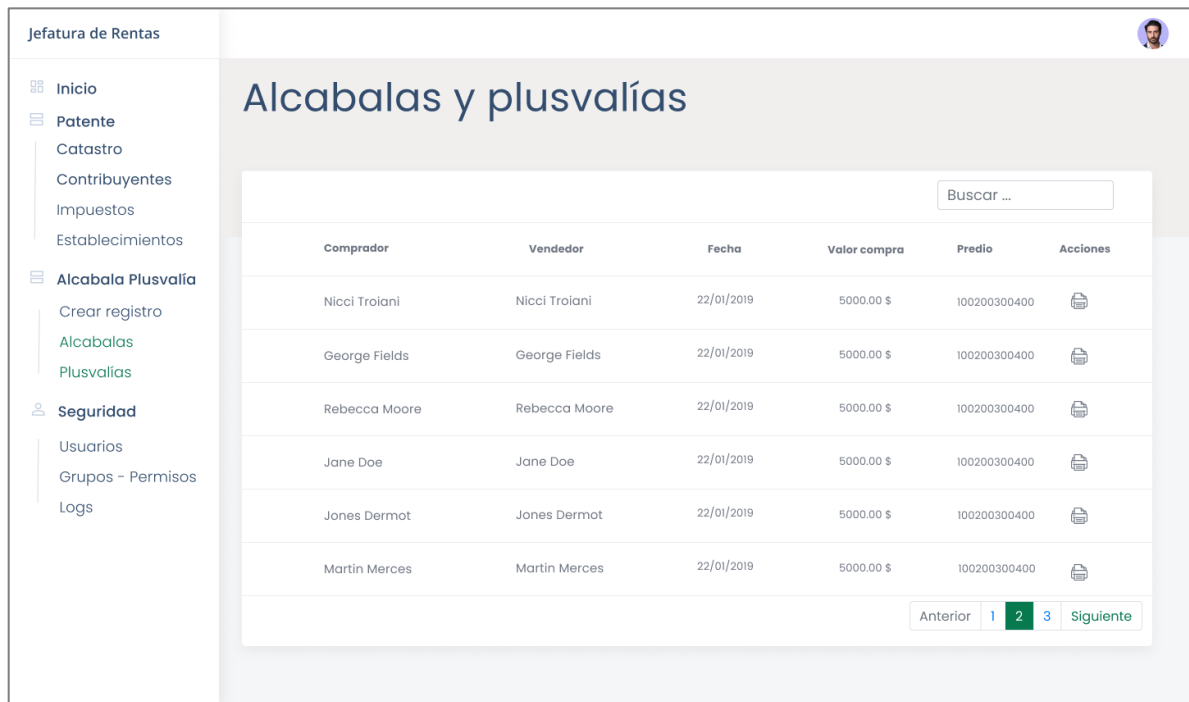 Jefatura de Rentas
Inicio
Patente
Catastro
Contribuyentes
Impuestos
Establecimientos
Alcabala Plusvalía
Crear registro
Alcabalas
Plusvalías
Seguridad
Usuarios
Grupos - Permisos
Logs
Alcabalas y plusvalías
Buscar ...
Comprador Vendedor Fecha Valor compra Predio Acciones
Nicci Troiani Nicci Troiani 22/01/2019 5000.00 $ 100200300400
George Fields George Fields 22/01/2019 5000.00 $ 100200300400
Rebecca Moore Rebecca Moore 22/01/2019 5000.00 $ 100200300400
Jane Doe Jane Doe 22/01/2019 5000.00 $ 100200300400
Jones Dermot Jones Dermot 22/01/2019 5000.00 $ 100200300400
Martin Merces Martin Merces 22/01/2019 5000.00 $ 100200300400
Anterior 1 2 3 Siguiente